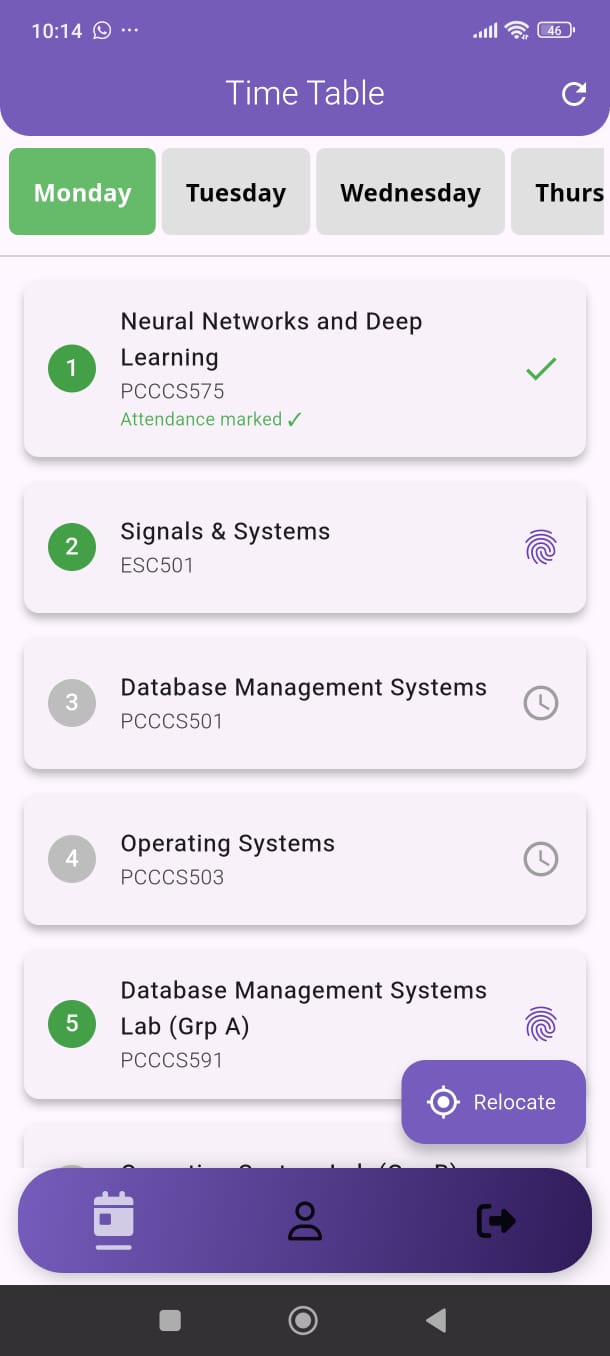 10:14
46
Time Table
Monday Tuesday Wednesday Thurs
1
Neural Networks and Deep
Learning
PCCCS575
Attendance marked ✓
2
Signals & Systems
ESC501
3
Database Management Systems
PCCCS501
4
Operating Systems
PCCCS503
5
Database Management Systems
Lab (Grp A)
PCCCS591
Relocate